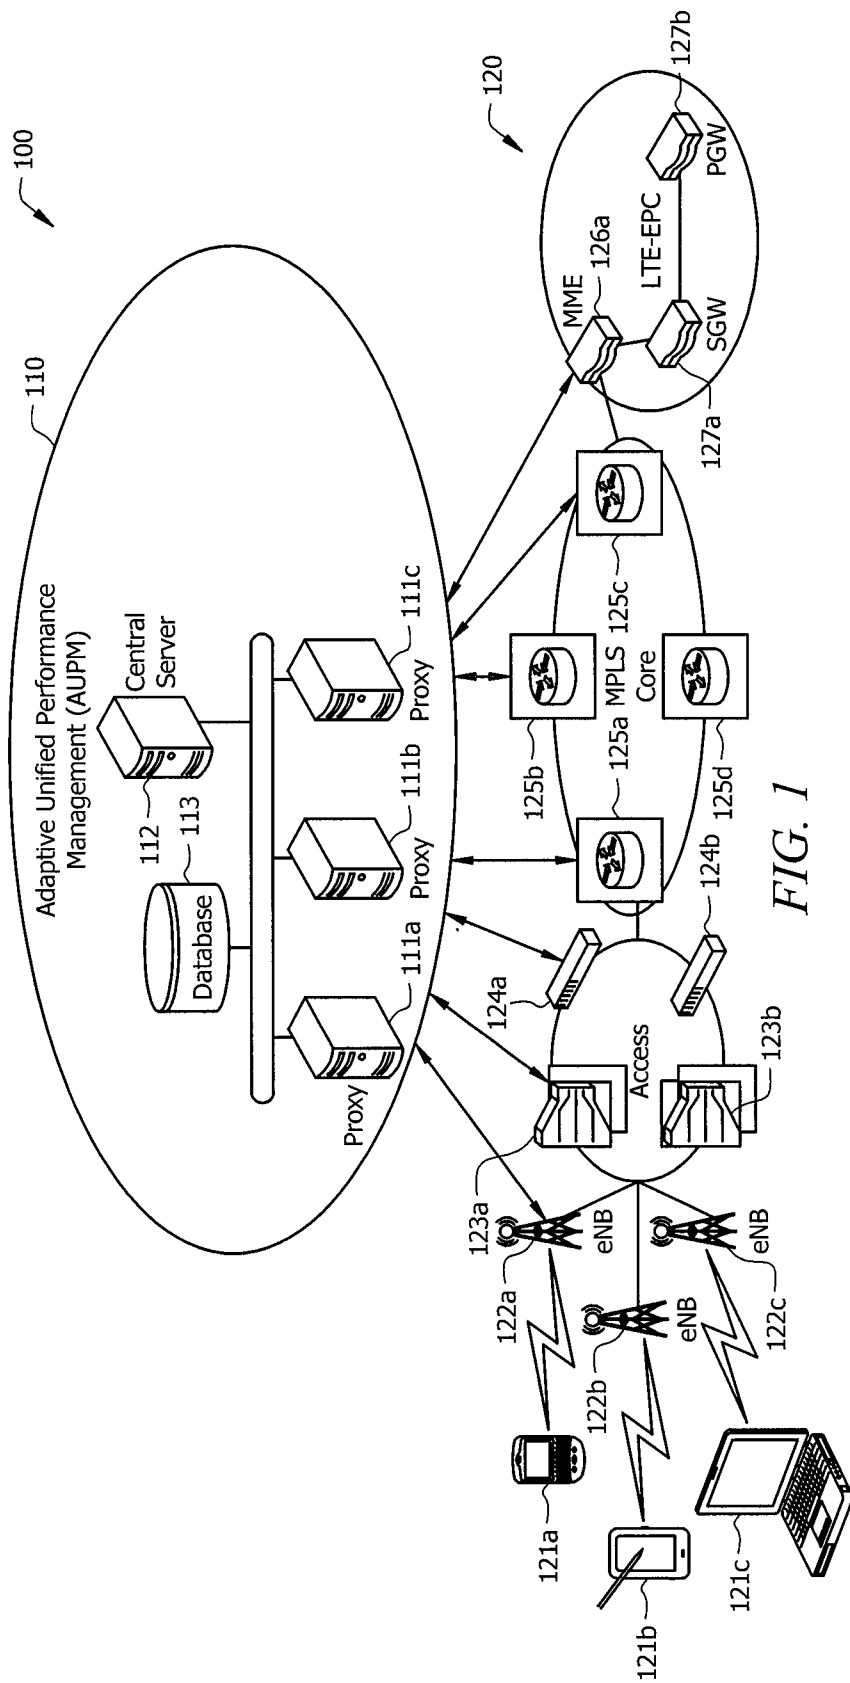 100
110
Adaptive Unified Performance
Management (AUPM)
Central
Server
112
113
Database
Proxy
111a
Proxy
111b
Proxy
111c
120
MME
126a
LTE-EPC
SGW
127a
PGW
127b
125a
125b
125c
125d
MPLS
Core
124a
124b
Access
123a
123b
122a
eNB
122b
eNB
122c
eNB
121a
121b
121c
FIG. 1